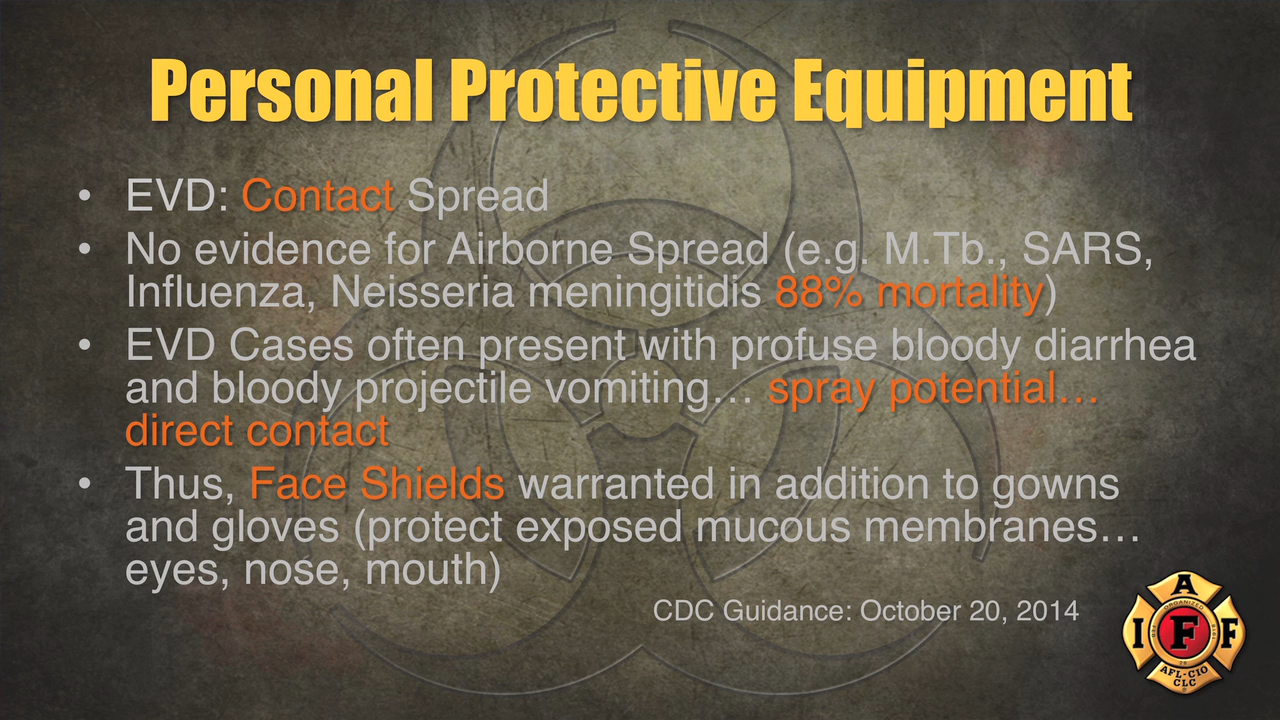 Personal Protective Equipment
• EVD: Contact Spread
• No evidence for Airborne Spread (e.g. M.Tb., SARS,
Influenza, Neisseria meningitidis 88% mortality)
• EVD Cases often present with profuse bloody diarrhea
and bloody projectile vomiting… spray potential…
direct contact
• Thus, Face Shields warranted in addition to gowns
and gloves (protect exposed mucous membranes…
eyes, nose, mouth)
CDC Guidance: October 20, 2014
A
ORGANIZED
I F F
AFL-CIO
CLC